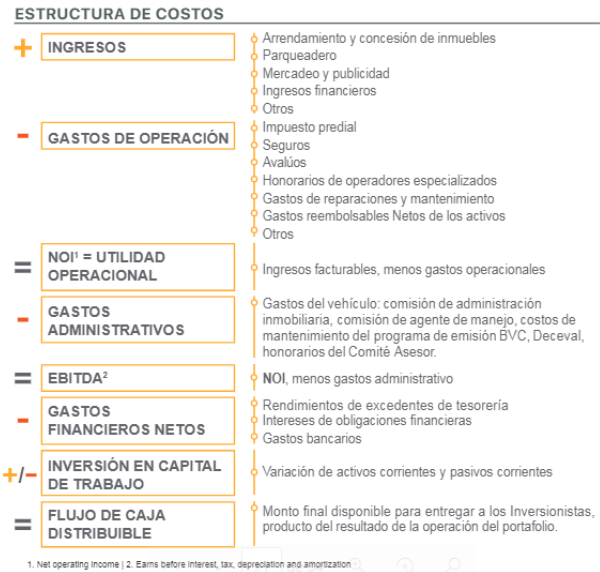 ESTRUCTURA DE COSTOS
+ INGRESOS
Arrendamiento y concesión de inmuebles
Parqueadero
Mercadeo y publicidad
Ingresos financieros
Otros
- GASTOS DE OPERACIÓN
Impuesto predial
Seguros
Avalúos
Honorarios de operadores especializados
Gastos de reparaciones y mantenimiento
Gastos reembolsables Netos de los activos
Otros
= NOI¹ = UTILIDAD
OPERACIONAL
Ingresos facturables, menos gastos operacionales
- GASTOS
ADMINISTRATIVOS
Gastos del vehículo: comisión de administración
inmobiliaria, comisión de agente de manejo, costos de
mantenimiento del programa de emisión BVC, Deceval,
honorarios del Comité Asesor.
= EBITDA²
NOI, menos gastos administrativo
- GASTOS
FINANCIEROS NETOS
Rendimientos de excedentes de tesorería
Intereses de obligaciones financieras
Gastos bancarios
+/- INVERSIÓN EN CAPITAL
DE TRABAJO
Variación de activos corrientes y pasivos corrientes
= FLUJO DE CAJA
DISTRIBUIBLE
Monto final disponible para entregar a los Inversionistas,
producto del resultado de la operación del portafolio.
1. Net operating Income | 2. Earns before Interest, tax, depreciation and amortization